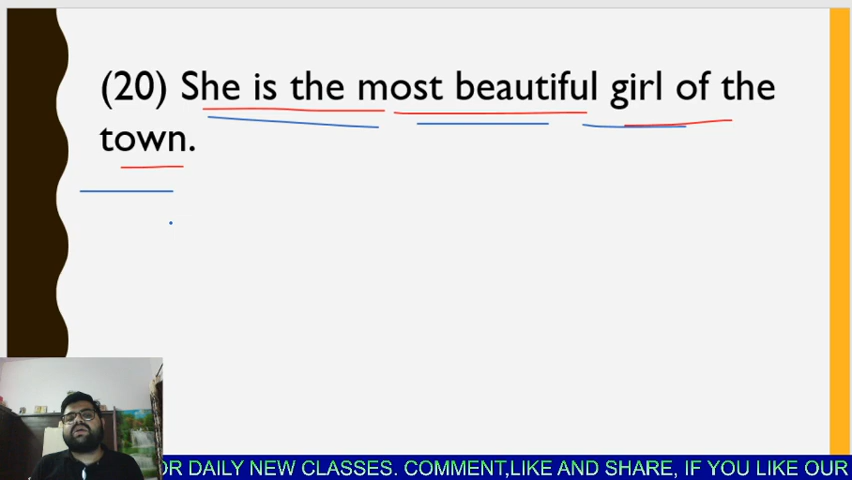 (20) She is the most beautiful girl of the
town.
OR DAILY NEW CLASSES. COMMENT,LIKE AND SHARE, IF YOU LIKE OUR